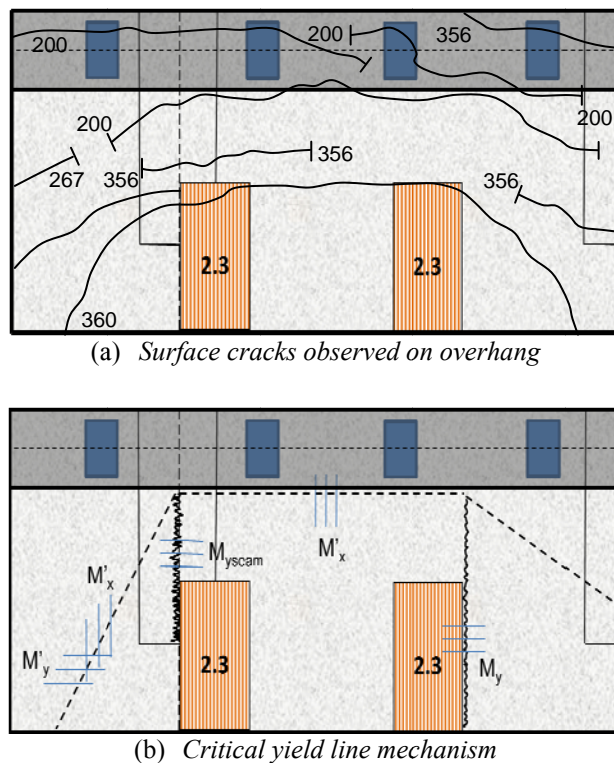 200
200
356
200
200
267
356
356
356
2.3
2.3
360
(a) Surface cracks observed on overhang
M'x
Myscam
M'x
M'y
2.3
2.3
My
(b) Critical yield line mechanism